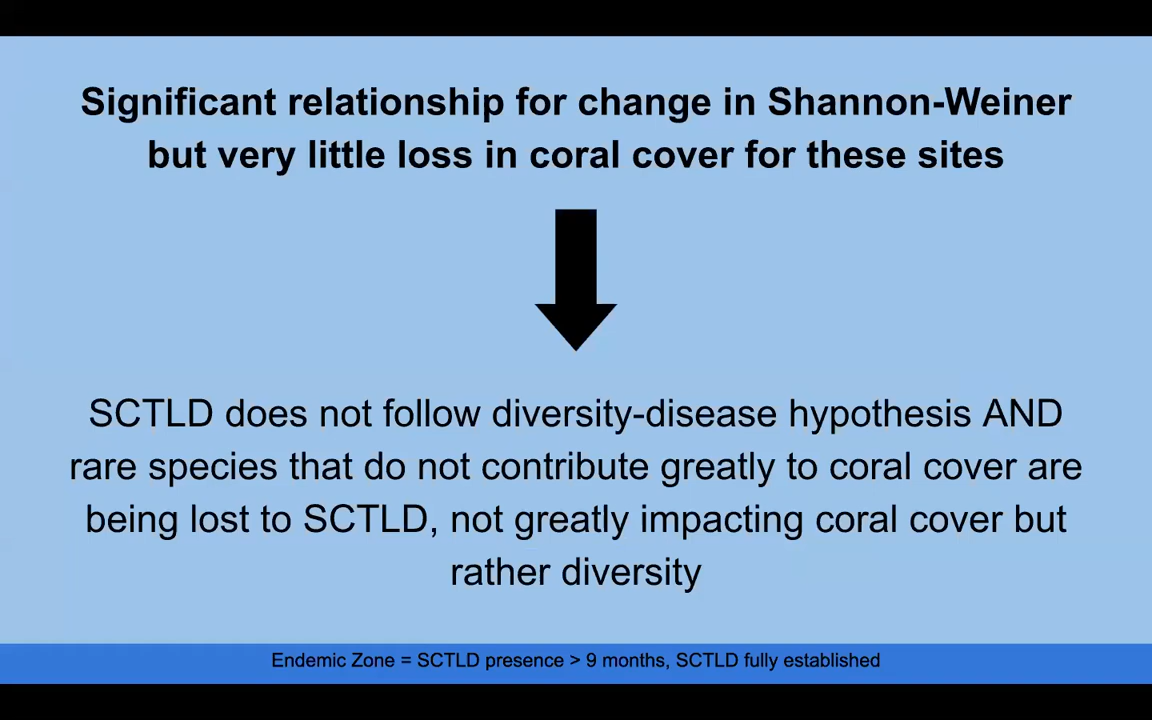 Significant relationship for change in Shannon-Weiner
but very little loss in coral cover for these sites
SCTLD does not follow diversity-disease hypothesis AND
rare species that do not contribute greatly to coral cover are
being lost to SCTLD, not greatly impacting coral cover but
rather diversity
Endemic Zone = SCTLD presence > 9 months, SCTLD fully established